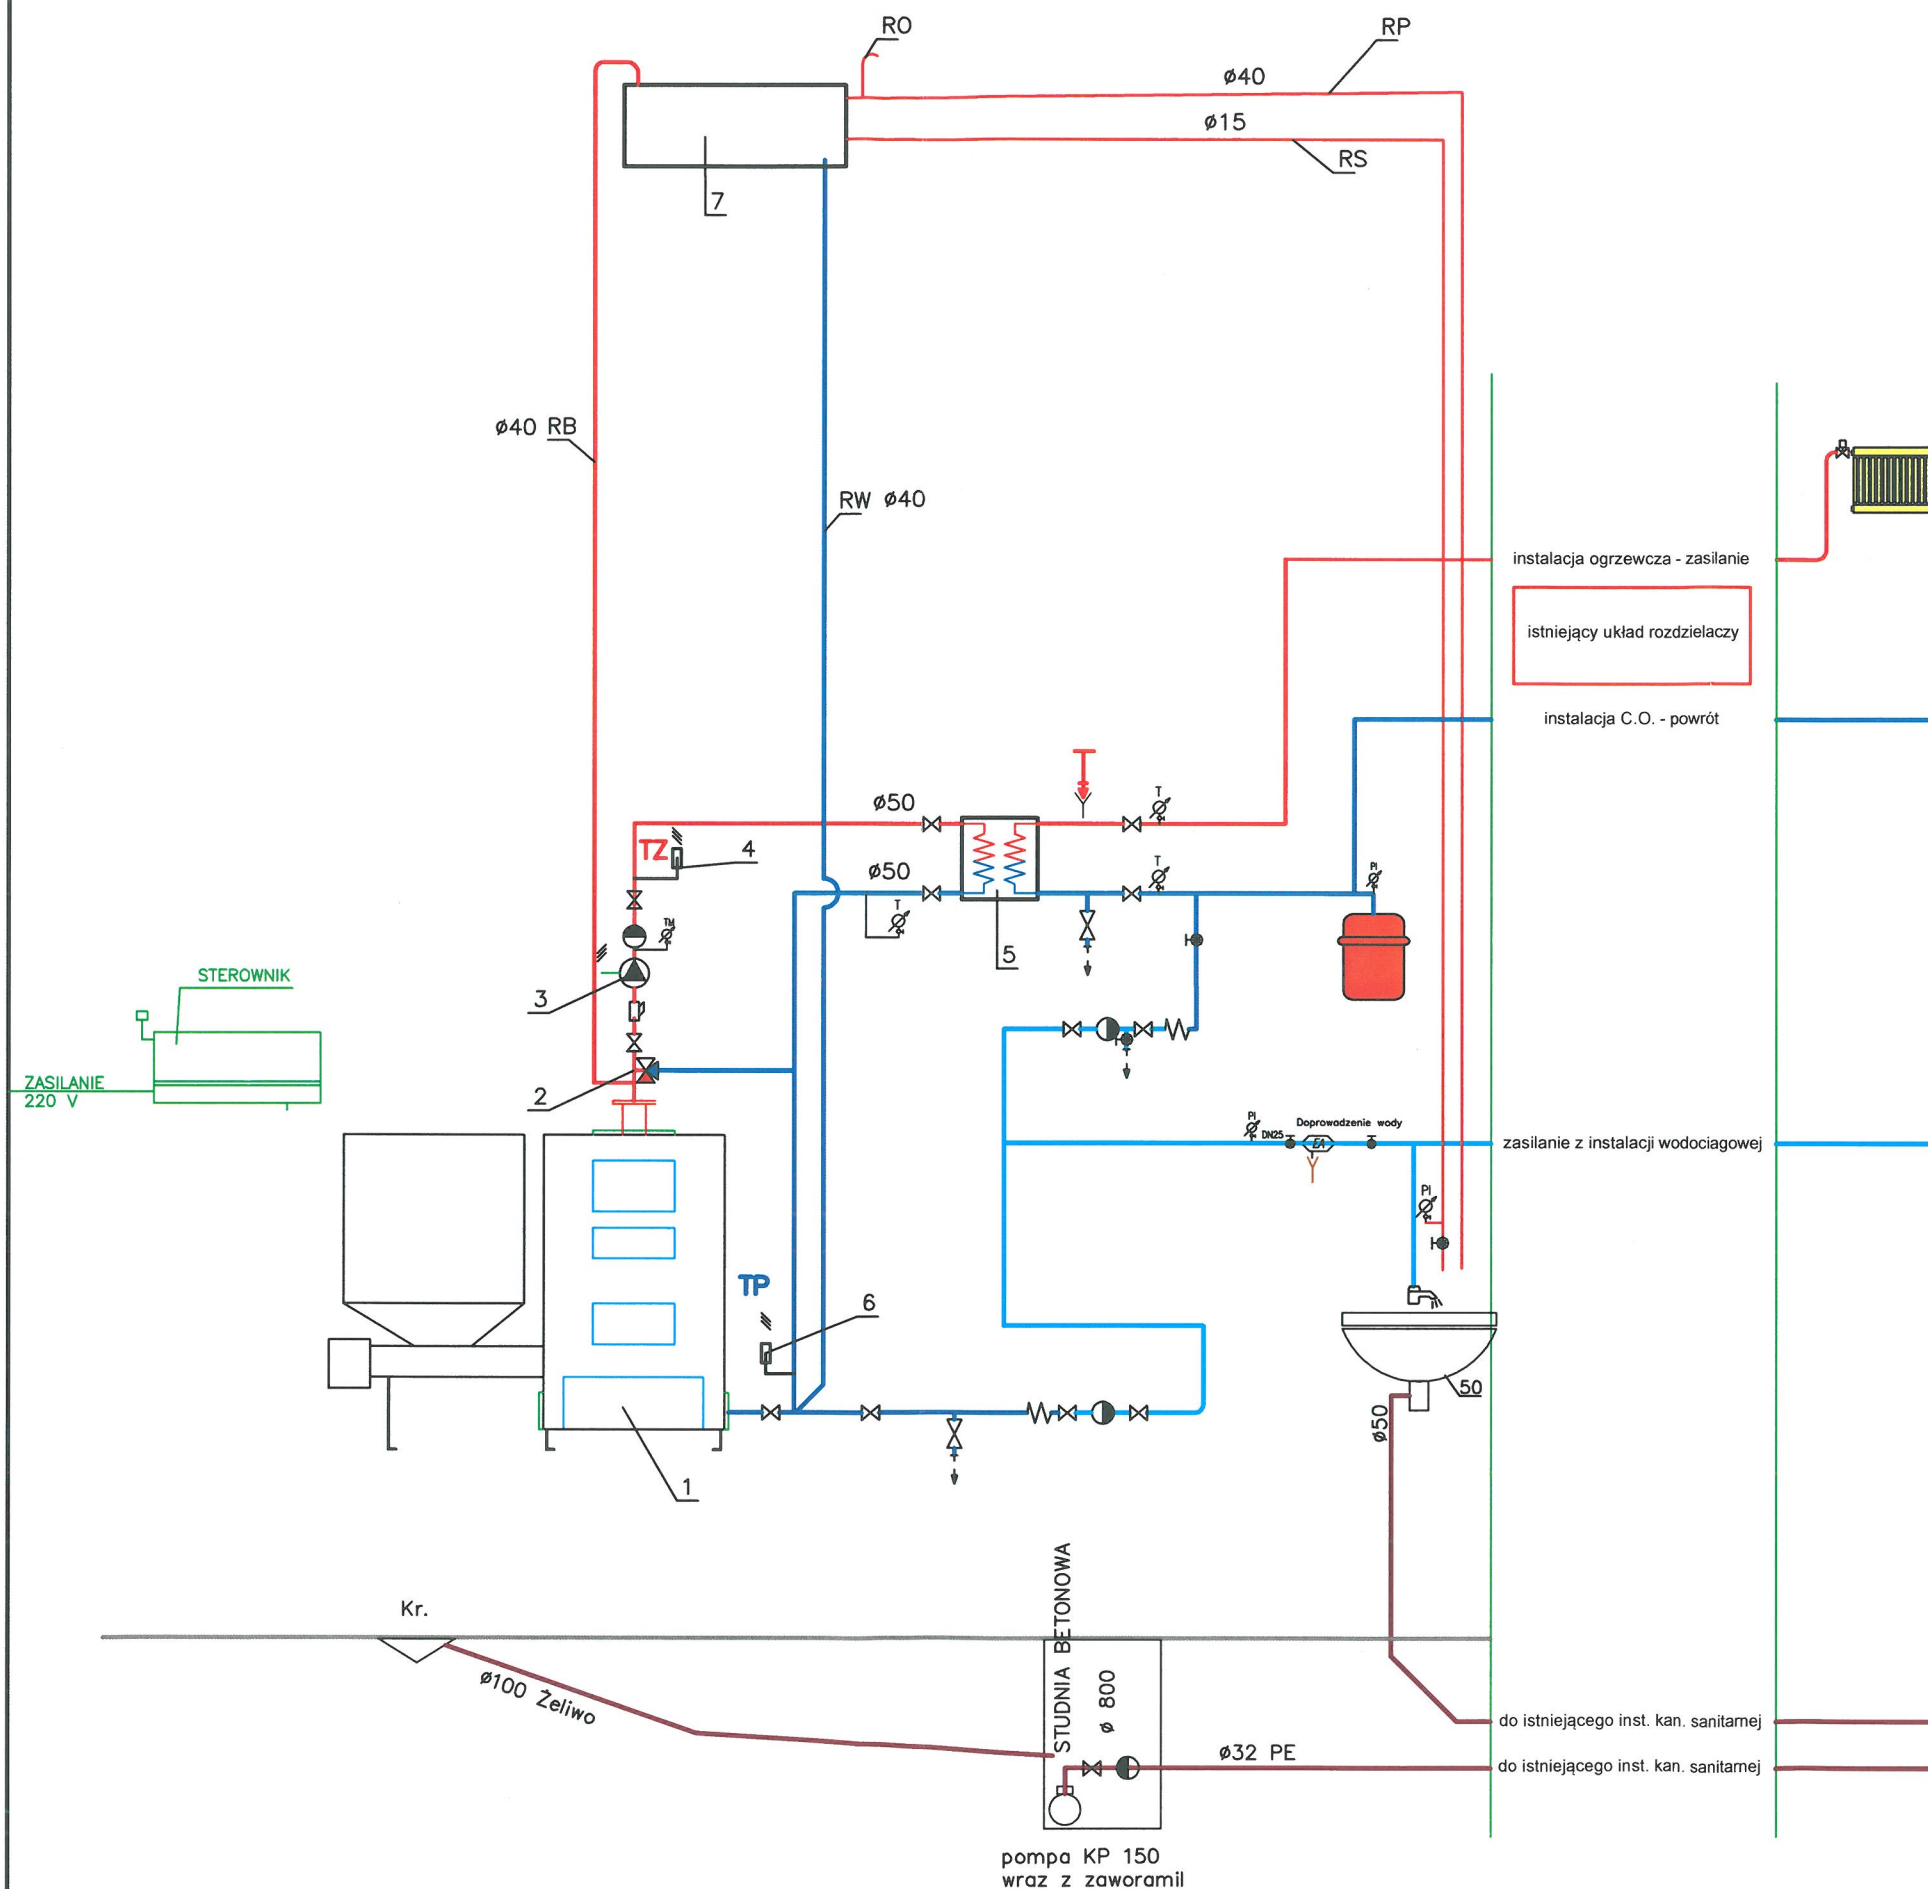 RO
RP
ø40
ø15
RS
7
ø40 RB
RW ø40
instalacja ogrzewcza - zasilanie
istniejący układ rozdzielaczy
instalacja C.O. - powrót
ø50
T
TZ
4
ø50
T
PI
T
TM
5
STEROWNIK
3
ZASILANIE
220 V
2
PI
DN25
Doprowadzenie wody
EA
zasilanie z instalacji wodociagowej
PI
TP
6
50
ø50
1
STUDNIA BETONOWA
ø 800
Kr.
ø100 Żeliwo
do istniejącego inst. kan. sanitarnej
ø32 PE
do istniejącego inst. kan. sanitarnej
pompa KP 150
wraz z zaworamiI